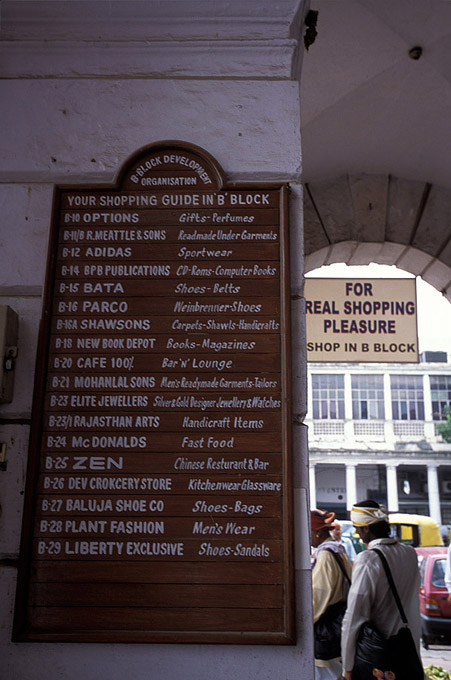 B-BLOCK DEVELOPMENT
ORGANISATION
YOUR SHOPPING GUIDE IN 'B' BLOCK
B-10 OPTIONS Gifts-Perfumes
B-11/B R.MEATTLE & SONS Readmade Under Garments
B-12 ADIDAS Sportwear
B-14 BPB PUBLICATIONS CD-Roms-Computer Books
B-15 BATA Shoes-Belts
B-16 PARCO Weinbrenner-Shoes
B-16A SHAWSONS Carpets-Shawls-Handicrafts
B-18 NEW BOOK DEPOT Books-Magazines
B-20 CAFE 100% Bar'n' Lounge
B-21 MOHANLAL SONS Men's Readymade Garments-Tailors
B-23 ELITE JEWELLERS Silver & Gold Designer Jewellery & Watches
B-23/1 RAJASTHAN ARTS Handicraft Items
B-24 McDONALDS Fast Food
B-25 ZEN Chinese Resturant & Bar
B-26 DEV CROKCERY STORE Kitchenwear Glassware
B-27 BALUJA SHOE CO Shoes-Bags
B-28 PLANT FASHION Men's Wear
B-29 LIBERTY EXCLUSIVE Shoes-Sandals
FOR
REAL SHOPPING
PLEASURE
SHOP IN B BLOCK